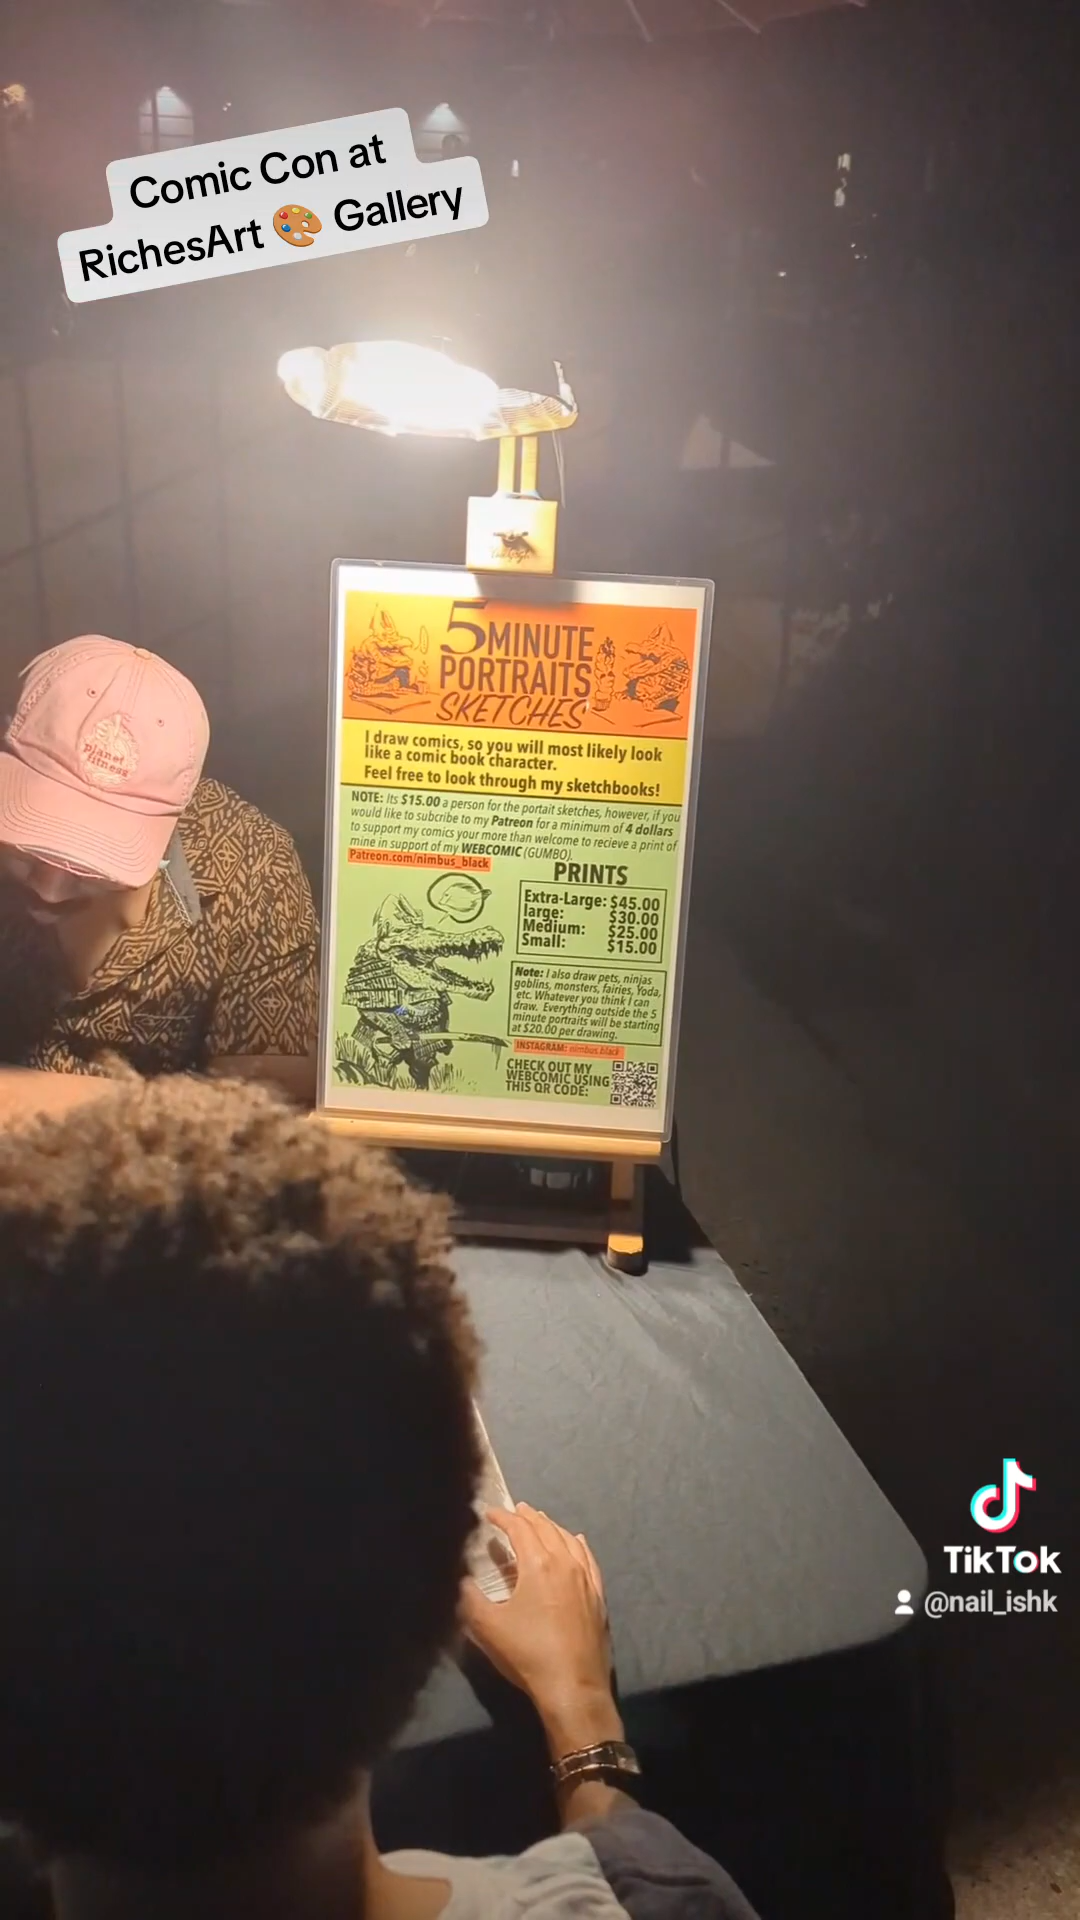 Comic Con at
RichesArt 🎨 Gallery
5 MINUTE
PORTRAITS
SKETCHES
I draw comics, so you will most likely look
like a comic book character.
Feel free to look through my sketchbooks!
NOTE: Its $15.00 a person for the portait sketches, however, if you
would like to subcribe to my Patreon for a minimum of 4 dollars
to support my comics your more than welcome to recieve a print of
mine in support of my WEBCOMIC (GUMBO).
Patreon.com/nimbus_black
PRINTS
Extra-Large: $45.00
large: $30.00
Medium: $25.00
Small: $15.00
Note: I also draw pets, ninjas
goblins, monsters, fairies, Yoda,
etc. Whatever you think I can
draw. Everything outside the 5
minute portraits will be starting
at $20.00 per drawing.
INSTAGRAM: nimbus.black
CHECK OUT MY
WEBCOMIC USING
THIS QR CODE:
planet
fitness
TikTok
@nail_ishk